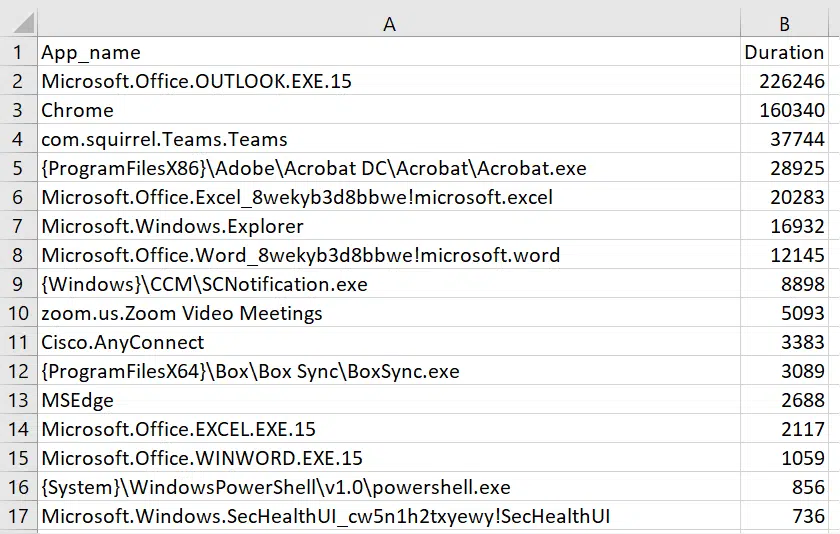 A B
1 App_name Duration
2 Microsoft.Office.OUTLOOK.EXE.15 226246
3 Chrome 160340
4 com.squirrel.Teams.Teams 37744
5 {ProgramFilesX86}\Adobe\Acrobat DC\Acrobat\Acrobat.exe 28925
6 Microsoft.Office.Excel_8wekyb3d8bbwe!microsoft.excel 20283
7 Microsoft.Windows.Explorer 16932
8 Microsoft.Office.Word_8wekyb3d8bbwe!microsoft.word 12145
9 {Windows}\CCM\SCNotification.exe 8898
10 zoom.us.Zoom Video Meetings 5093
11 Cisco.AnyConnect 3383
12 {ProgramFilesX64}\Box\Box Sync\BoxSync.exe 3089
13 MSEdge 2688
14 Microsoft.Office.EXCEL.EXE.15 2117
15 Microsoft.Office.WINWORD.EXE.15 1059
16 {System}\WindowsPowerShell\v1.0\powershell.exe 856
17 Microsoft.Windows.SecHealthUI_cw5n1h2txyewy!SecHealthUI 736